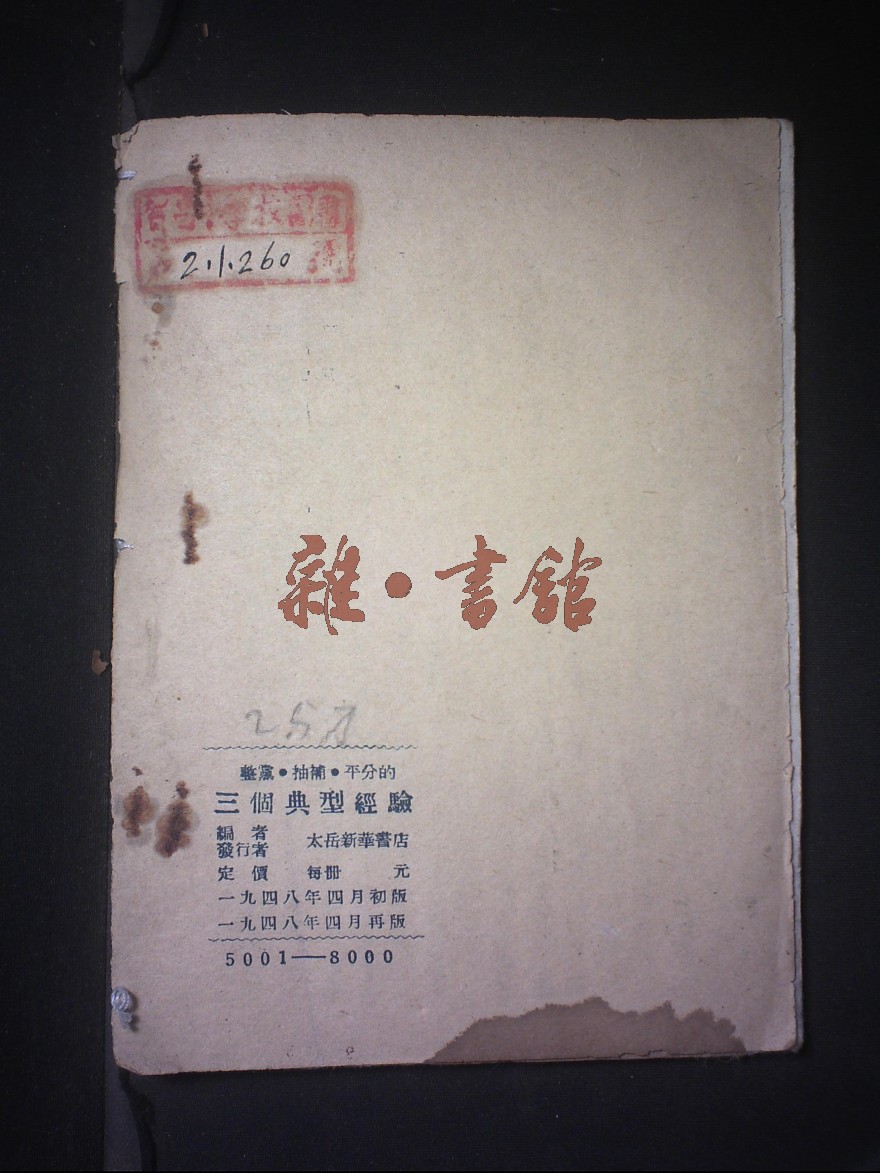 2.1.260
雜·書館
整黨•抽補•平分的
三個典型經驗
編者
發行者 太岳新華書店
定價 每冊 元
一九四八年四月初版
一九四八年四月再版
5001—8000